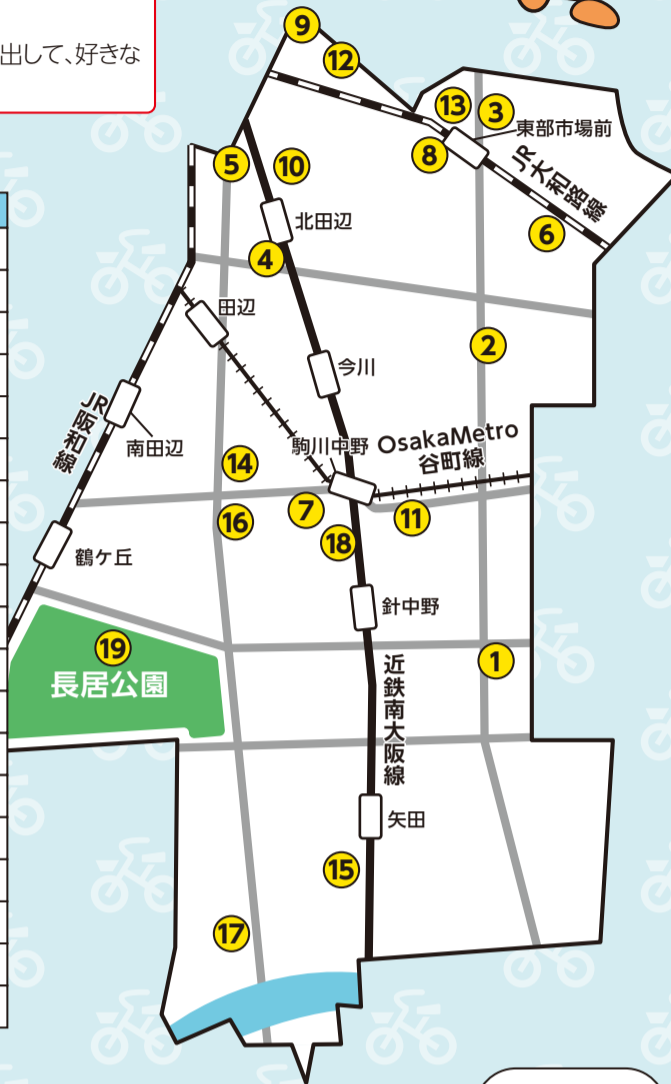 出して、好きな
9
12
13
3
東部市場前
8
JR大和路線
5
10
6
北田辺
4
田辺
2
今川
JR阪和線
南田辺
駒川中野
OsakaMetro
谷町線
14
7
11
16
18
鶴ケ丘
針中野
19
長居公園
1
近鉄南大阪線
矢田
15
17